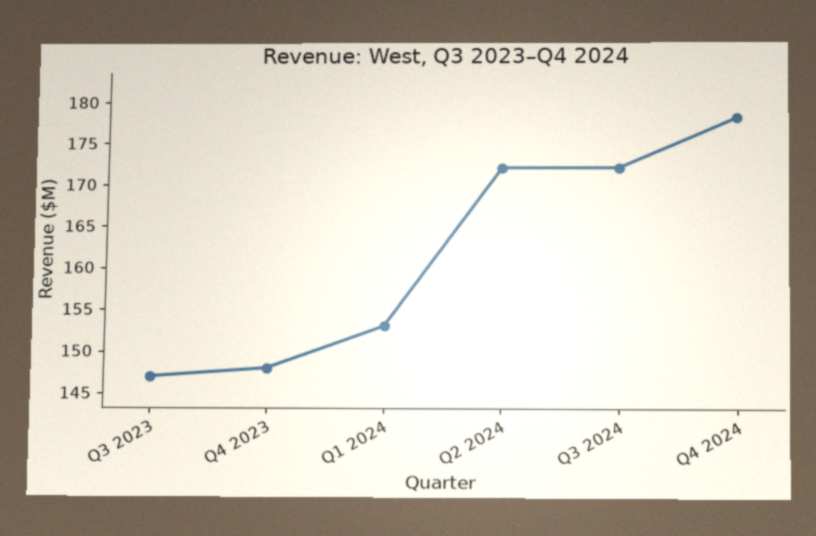 Revenue: West, Q3 2023–Q4 2024
Revenue ($M)
180
175
170
165
160
155
150
145
Q3 2023
Q4 2023
Q1 2024
Q2 2024
Q3 2024
Q4 2024
Quarter